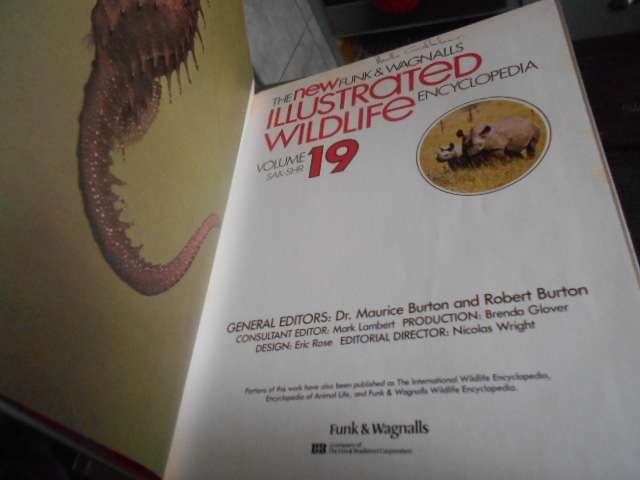 THE new FUNK & WAGNALLS
ILLUSTRATED
WILDLIFE ENCYCLOPEDIA
VOLUME 19
SAK-SHR
GENERAL EDITORS: Dr. Maurice Burton and Robert Burton
CONSULTANT EDITOR: Mark Lambert PRODUCTION: Brenda Glover
DESIGN: Eric Rose EDITORIAL DIRECTOR: Nicolas Wright
Portions of this work have also been published as The International Wildlife Encyclopedia,
Encyclopedia of Animal Life, and Funk & Wagnalls Wildlife Encyclopedia.
Funk & Wagnalls